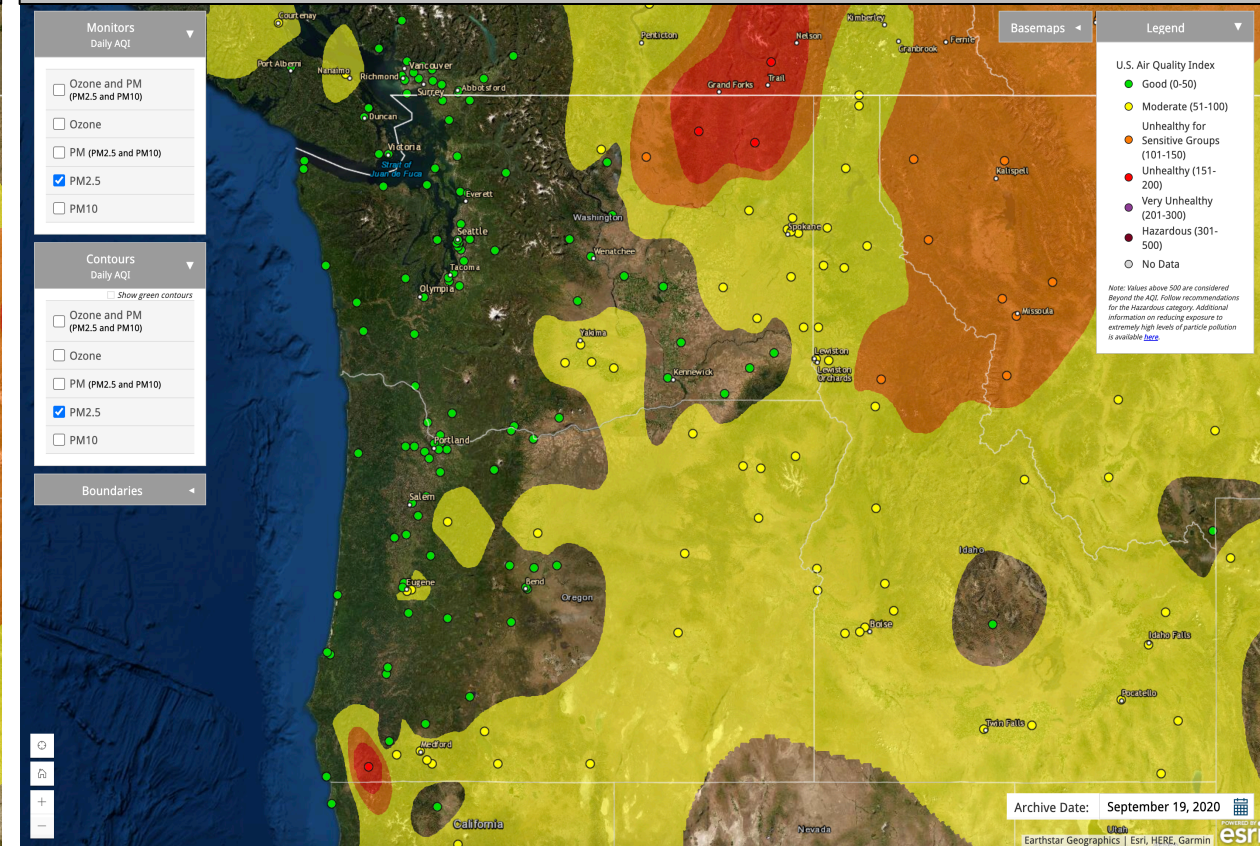 Monitors
Daily AQI
Ozone and PM
(PM2.5 and PM10)
Ozone
PM (PM2.5 and PM10)
PM2.5
PM10
Contours
Daily AQI
Show green contours
Ozone and PM
(PM2.5 and PM10)
Ozone
PM (PM2.5 and PM10)
PM2.5
PM10
Boundaries
Basemaps
Legend
U.S. Air Quality Index
Good (0-50)
Moderate (51-100)
Unhealthy for
Sensitive Groups
(101-150)
Unhealthy (151-
200)
Very Unhealthy
(201-300)
Hazardous (301-
500)
No Data
Note: Values above 500 are considered
Beyond the AQI. Follow recommendations
for the Hazardous category. Additional
information on reducing exposure to
extremely high levels of particle pollution
is available here.
Courtenay
Port Alberni
Nanaimo
Vancouver
Richmond
Surrey
Abbotsford
Duncan
Victoria
Strait of
Juan de Fuca
Penticton
Kimberley
Nelson
Cranbrook
Fernie
Trail
Grand Forks
Kalispell
Everett
Washington
Spokane
Seattle
Wenatchee
Tacoma
Olympia
Missoula
Yakima
Lewiston
Lewiston
Orchards
Kennewick
Portland
Salem
Idaho
Eugene
Bend
Oregon
Boise
Idaho Falls
Pocatello
Twin Falls
Medford
California
Nevada
Utah
Archive Date: September 19, 2020
Earthstar Geographics | Esri, HERE, Garmin
POWERED BY
esri